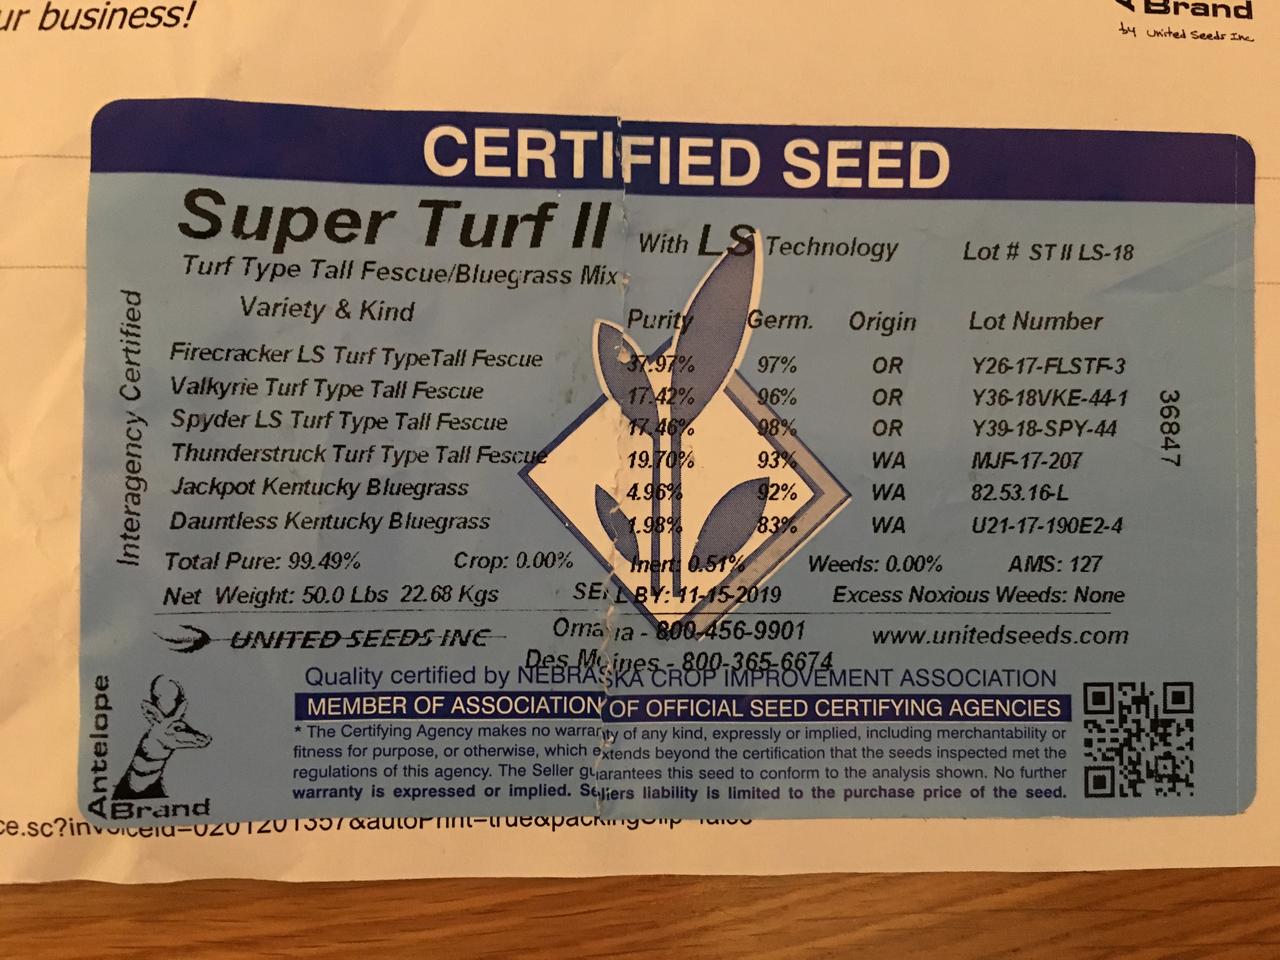 ur business!
Brand
by United Seeds Inc.
CERTIFIED SEED
Super Turf II With LS Technology Lot # ST II LS-18
Turf Type Tall Fescue/Bluegrass Mix
Variety & Kind Purity Germ. Origin Lot Number
Firecracker LS Turf TypeTall Fescue 37.97% 97% OR Y26-17-FLSTF-3
Valkyrie Turf Type Tall Fescue 17.42% 96% OR Y36-18VKE-44-1
Spyder LS Turf Type Tall Fescue 17.46% 98% OR Y39-18-SPY-44
Thunderstruck Turf Type Tall Fescue 19.70% 93% WA MJF-17-207
Jackpot Kentucky Bluegrass 4.96% 92% WA 82.53.16-L
Dauntless Kentucky Bluegrass 1.98% 83% WA U21-17-190E2-4
Total Pure: 99.49% Crop: 0.00% Inert: 0.51% Weeds: 0.00% AMS: 127
Net Weight: 50.0 Lbs 22.68 Kgs SELL BY: 11-15-2019 Excess Noxious Weeds: None
Interagency Certified
36847
UNITED SEEDS INC Omaha - 800-456-9901 www.unitedseeds.com
Des Moines - 800-365-6674
Quality certified by NEBRASKA CROP IMPROVEMENT ASSOCIATION
MEMBER OF ASSOCIATION OF OFFICIAL SEED CERTIFYING AGENCIES
* The Certifying Agency makes no warranty of any kind, expressly or implied, including merchantability or
fitness for purpose, or otherwise, which extends beyond the certification that the seeds inspected met the
regulations of this agency. The Seller guarantees this seed to conform to the analysis shown. No further
warranty is expressed or implied. Sellers liability is limited to the purchase price of the seed.
Antelope
Brand
ce.sc?invoiceid=0201201357&autoPrint=true&packingSlip=false